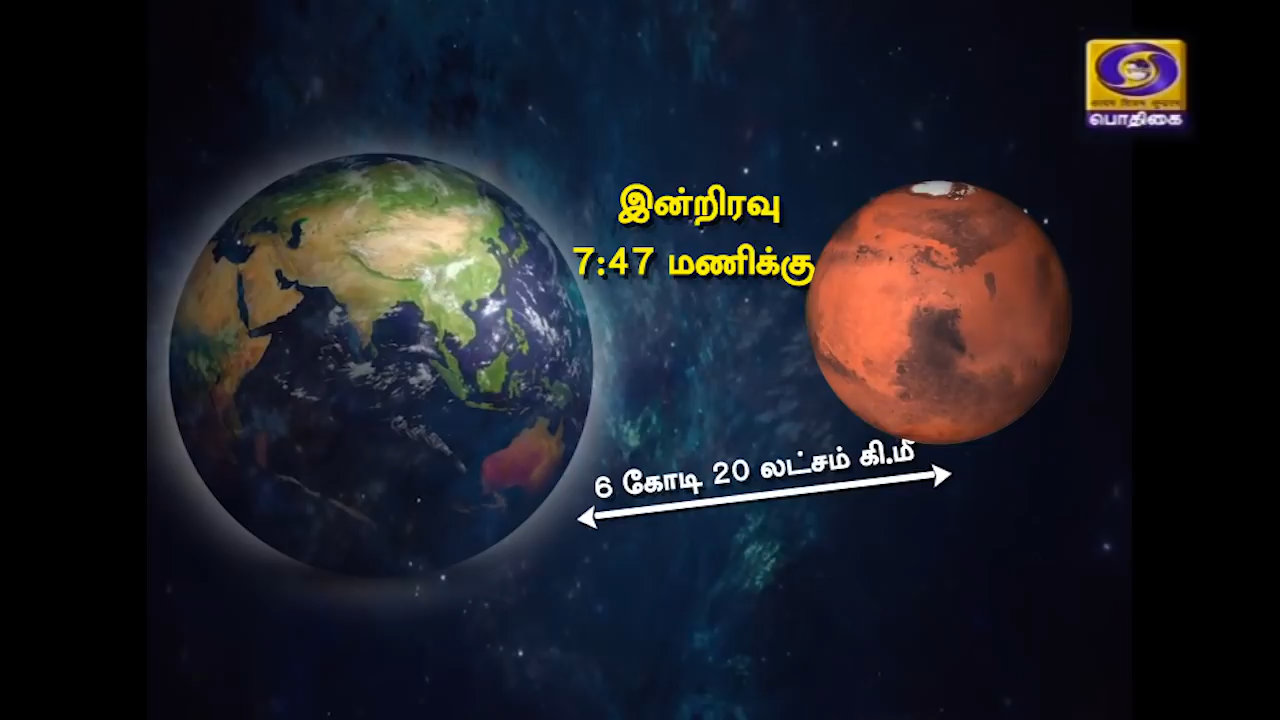 பொதிகை
இன்றிரவு
7:47 மணிக்கு
6 கோடி 20 லட்சம் கி.மீ